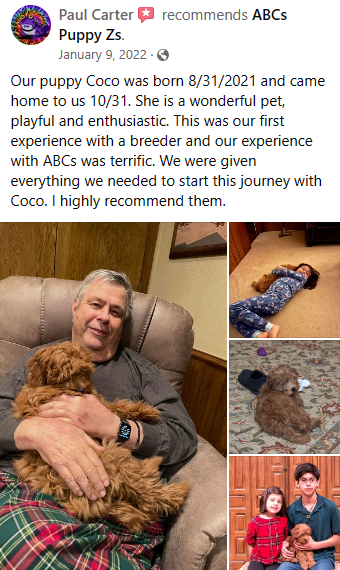 Paul Carter recommends ABCs
Puppy Zs.
January 9, 2022 ·
Our puppy Coco was born 8/31/2021 and came
home to us 10/31. She is a wonderful pet,
playful and enthusiastic. This was our first
experience with a breeder and our experience
with ABCs was terrific. We were given
everything we needed to start this journey with
Coco. I highly recommend them.